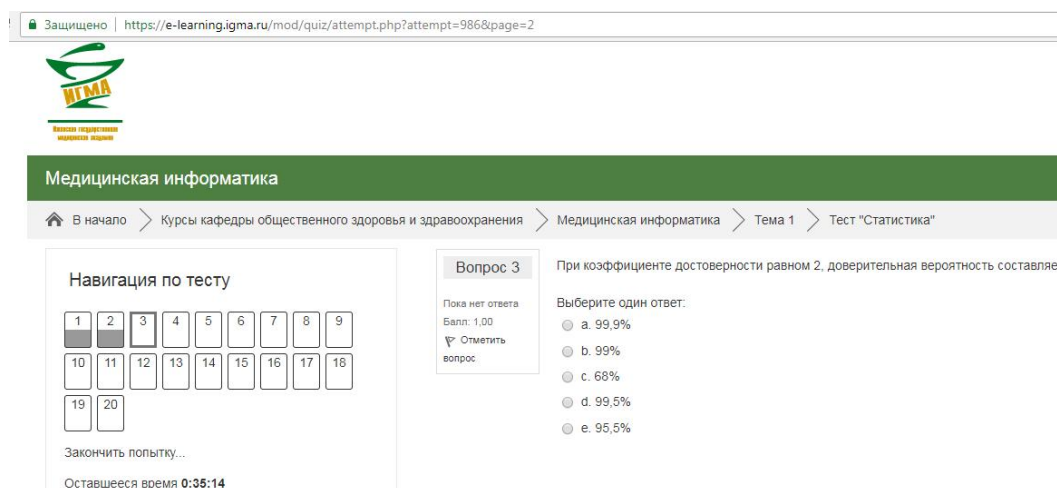 Защищено | https://e-learning.igma.ru/mod/quiz/attempt.php?attempt=986&page=2
ИГМА
Медицинская информатика
В начало > Курсы кафедры общественного здоровья и здравоохранения > Медицинская информатика > Тема 1 > Тест "Статистика"
Навигация по тесту
1 2 3 4 5 6 7 8 9
10 11 12 13 14 15 16 17 18
19 20
Закончить попытку...
Оставшееся время 0:35:14
Вопрос 3
Пока нет ответа
Балл: 1,00
Отметить
вопрос
При коэффициенте достоверности равном 2, доверительная вероятность составляе
Выберите один ответ:
a. 99,9%
b. 99%
c. 68%
d. 99,5%
e. 95,5%